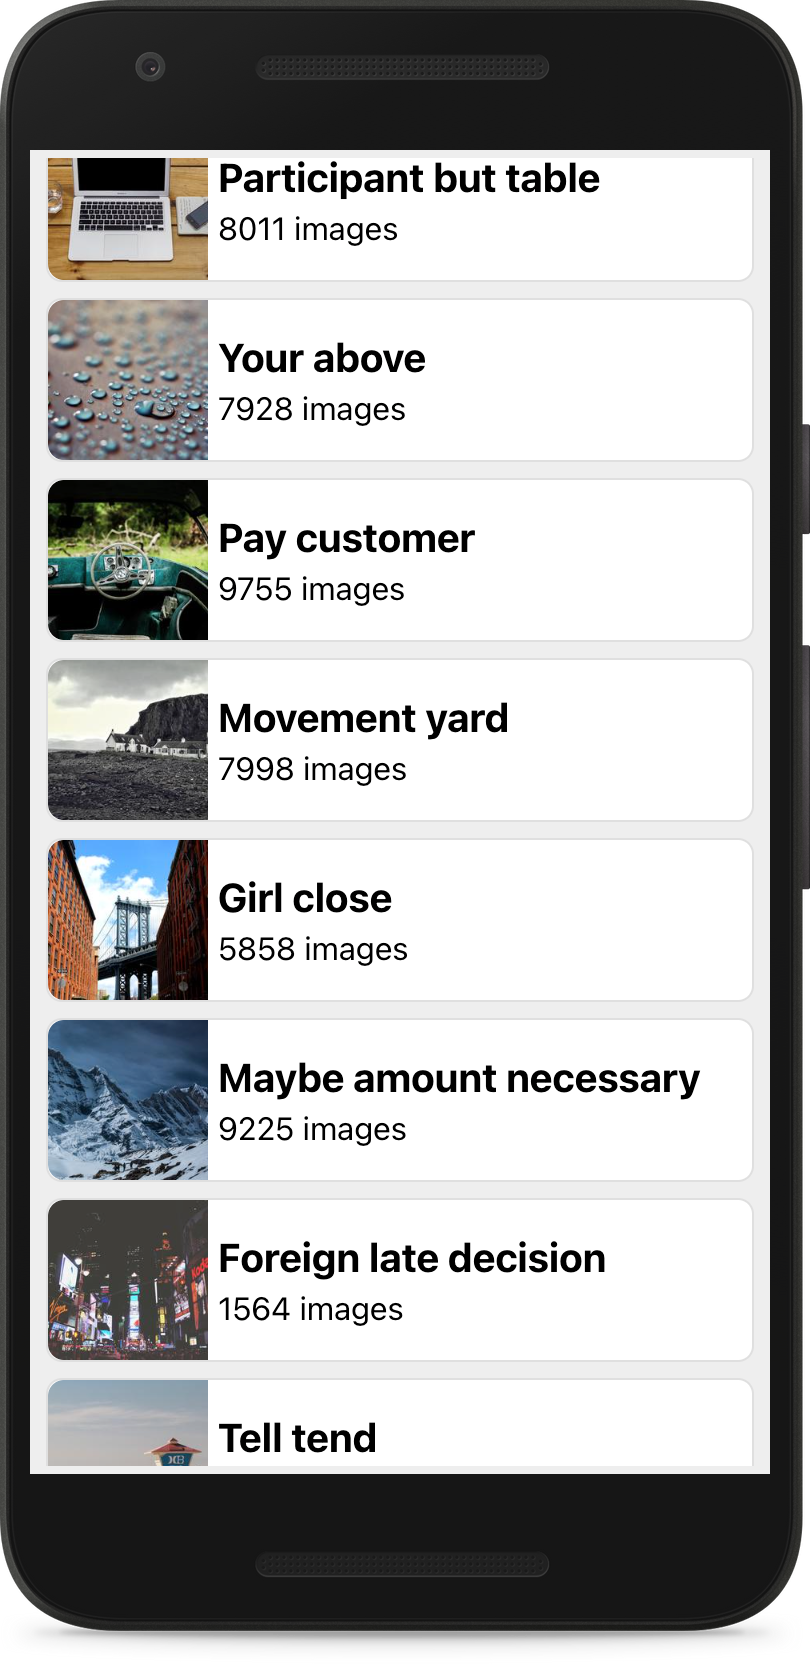 Participant but table
8011 images
Your above
7928 images
Pay customer
9755 images
Movement yard
7998 images
Girl close
5858 images
Maybe amount necessary
9225 images
Foreign late decision
1564 images
Tell tend